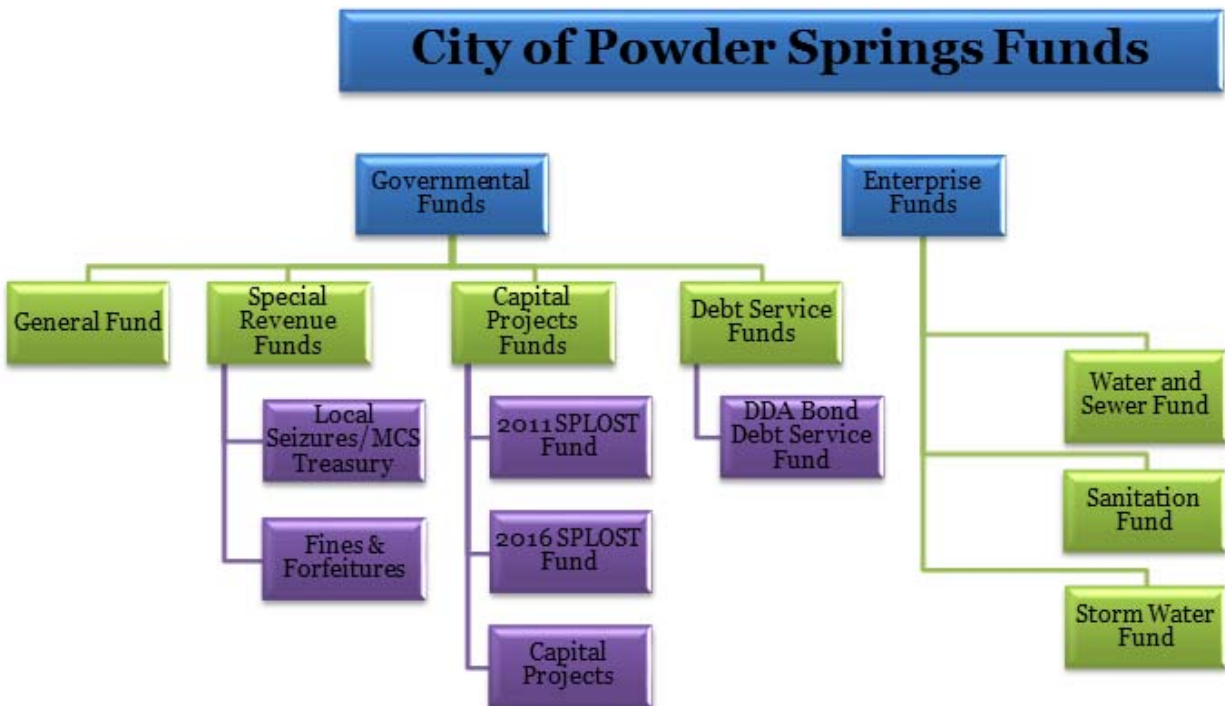 City of Powder Springs Funds
Governmental
Funds
Enterprise
Funds
General Fund
Special
Revenue
Funds
Capital
Projects
Funds
Debt Service
Funds
Local
Seizures/MCS
Treasury
Fines &
Forfeitures
2011 SPLOST
Fund
2016 SPLOST
Fund
Capital
Projects
DDA Bond
Debt Service
Fund
Water and
Sewer Fund
Sanitation
Fund
Storm Water
Fund